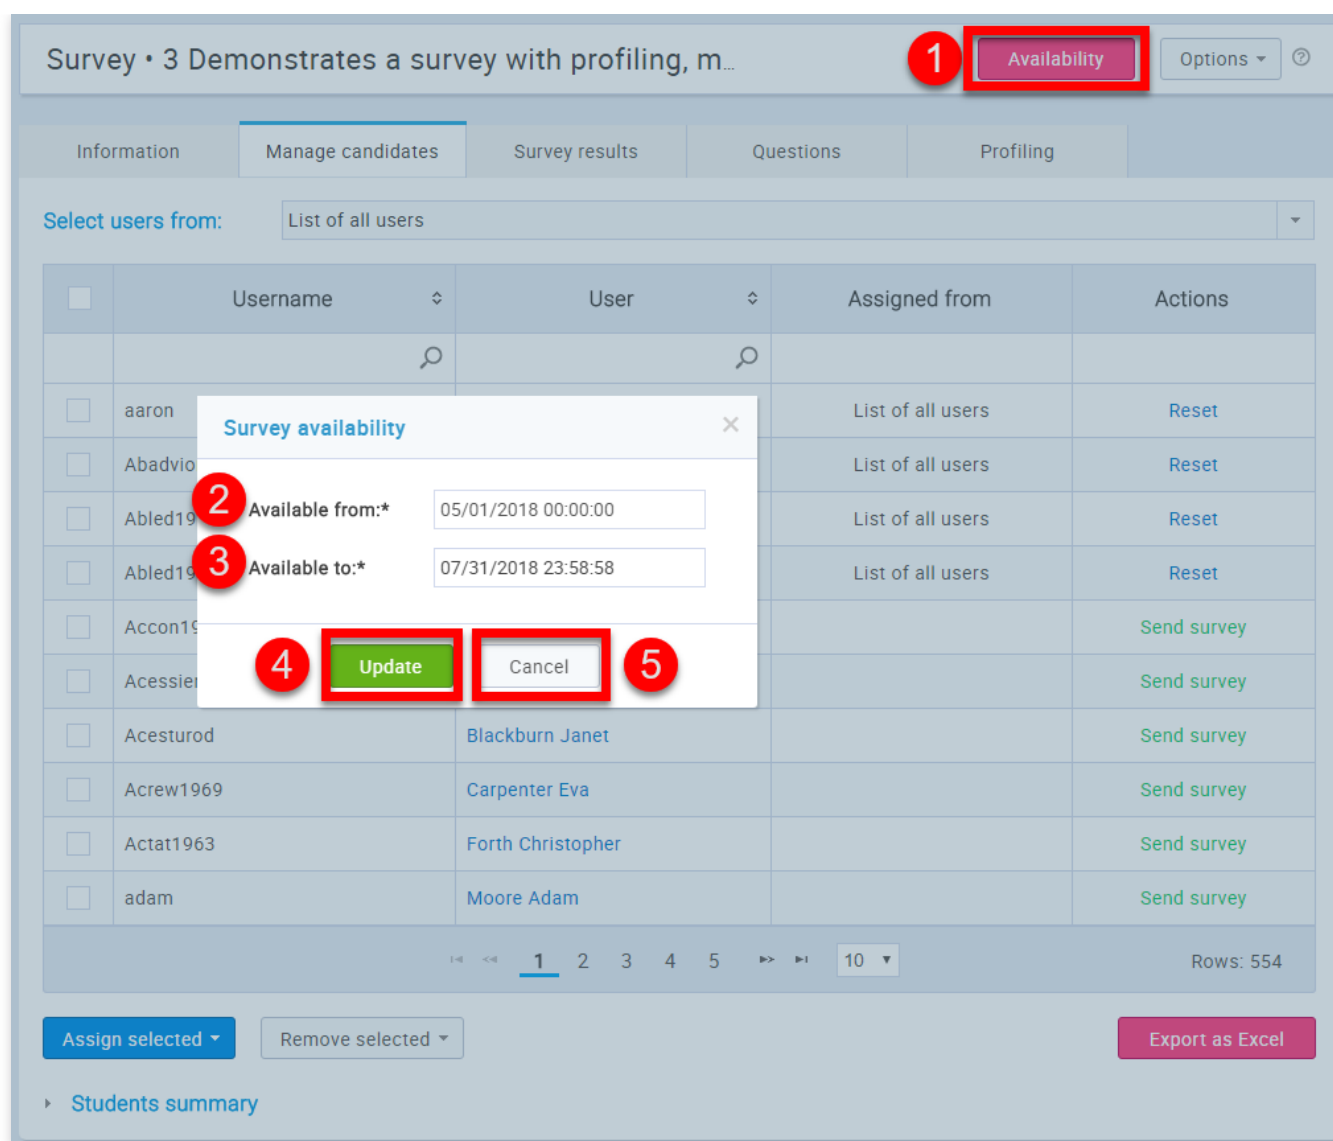 Survey • 3 Demonstrates a survey with profiling, m...
1
Availability
Options
Information
Manage candidates
Survey results
Questions
Profiling
Select users from:
List of all users
Username
User
Assigned from
Actions
aaron
List of all users
Reset
Abadvio
List of all users
Reset
Abled19
List of all users
Reset
Abled19
List of all users
Reset
Accon19
Send survey
Acessier
Send survey
Survey availability
2
Available from:*
05/01/2018 00:00:00
3
Available to:*
07/31/2018 23:58:58
4
Update
Cancel
5
Acesturod
Blackburn Janet
Send survey
Acrew1969
Carpenter Eva
Send survey
Actat1963
Forth Christopher
Send survey
adam
Moore Adam
Send survey
1 2 3 4 5
10
Rows: 554
Assign selected
Remove selected
Export as Excel
Students summary